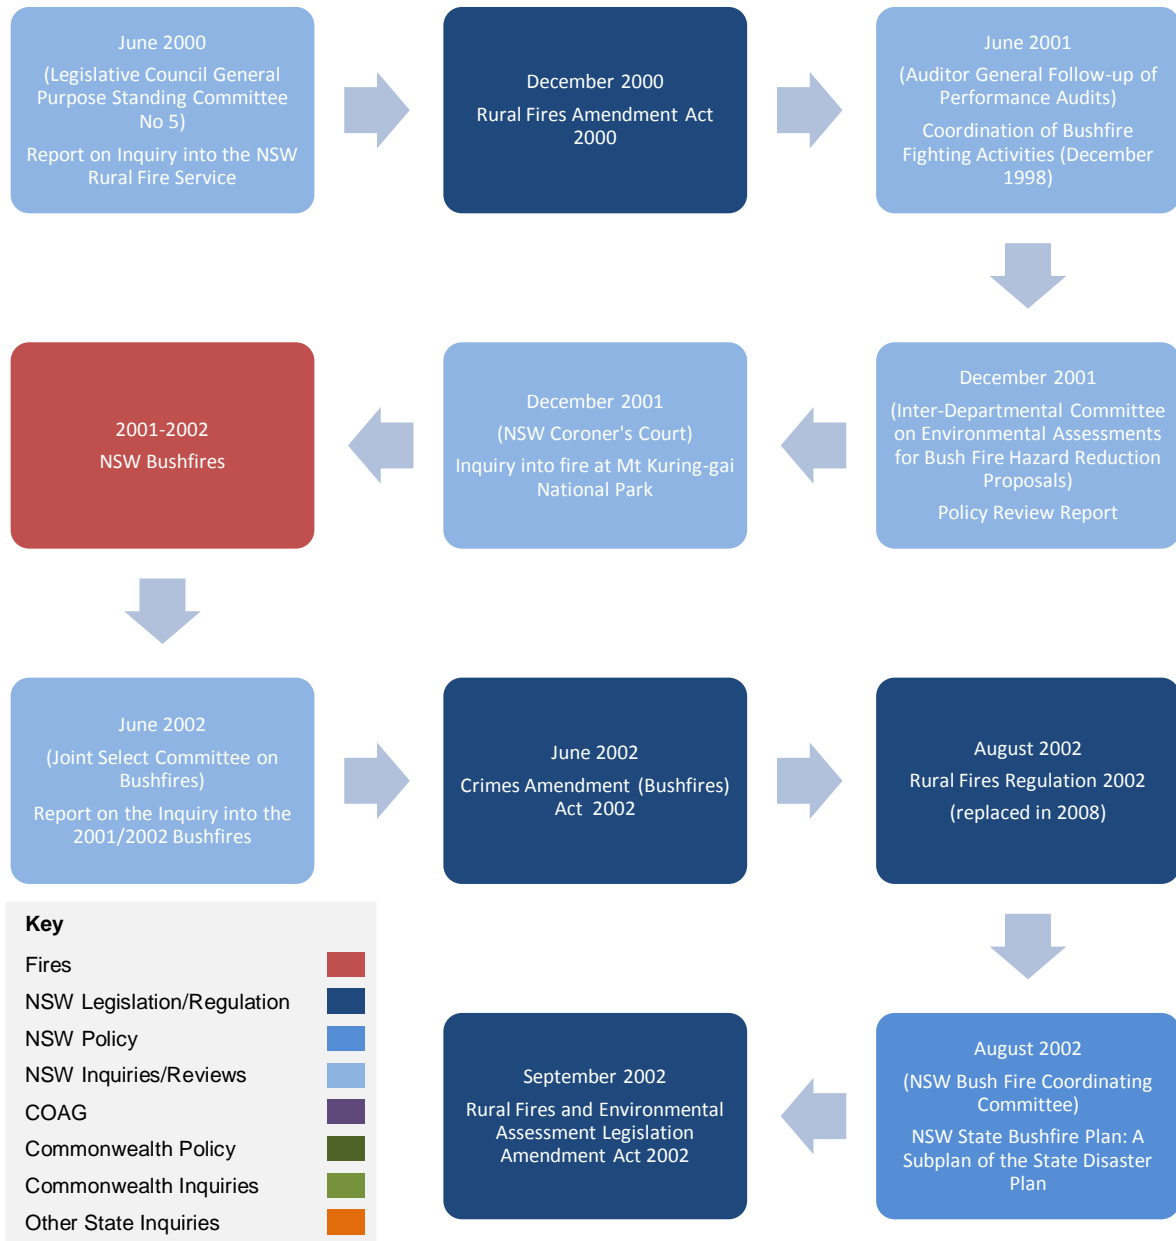 June 2000
(Legislative Council General
Purpose Standing Committee
No 5)
Report on Inquiry into the NSW
Rural Fire Service
December 2000
Rural Fires Amendment Act
2000
June 2001
(Auditor General Follow-up of
Performance Audits)
Coordination of Bushfire
Fighting Activities (December
1998)
December 2001
(Inter-Departmental Committee
on Environmental Assessments
for Bush Fire Hazard Reduction
Proposals)
Policy Review Report
December 2001
(NSW Coroner's Court)
Inquiry into fire at Mt Kuring-gai
National Park
2001-2002
NSW Bushfires
June 2002
(Joint Select Committee on
Bushfires)
Report on the Inquiry into the
2001/2002 Bushfires
June 2002
Crimes Amendment (Bushfires)
Act 2002
August 2002
Rural Fires Regulation 2002
(replaced in 2008)
August 2002
(NSW Bush Fire Coordinating
Committee)
NSW State Bushfire Plan: A
Subplan of the State Disaster
Plan
September 2002
Rural Fires and Environmental
Assessment Legislation
Amendment Act 2002
Key
Fires
NSW Legislation/Regulation
NSW Policy
NSW Inquiries/Reviews
COAG
Commonwealth Policy
Commonwealth Inquiries
Other State Inquiries